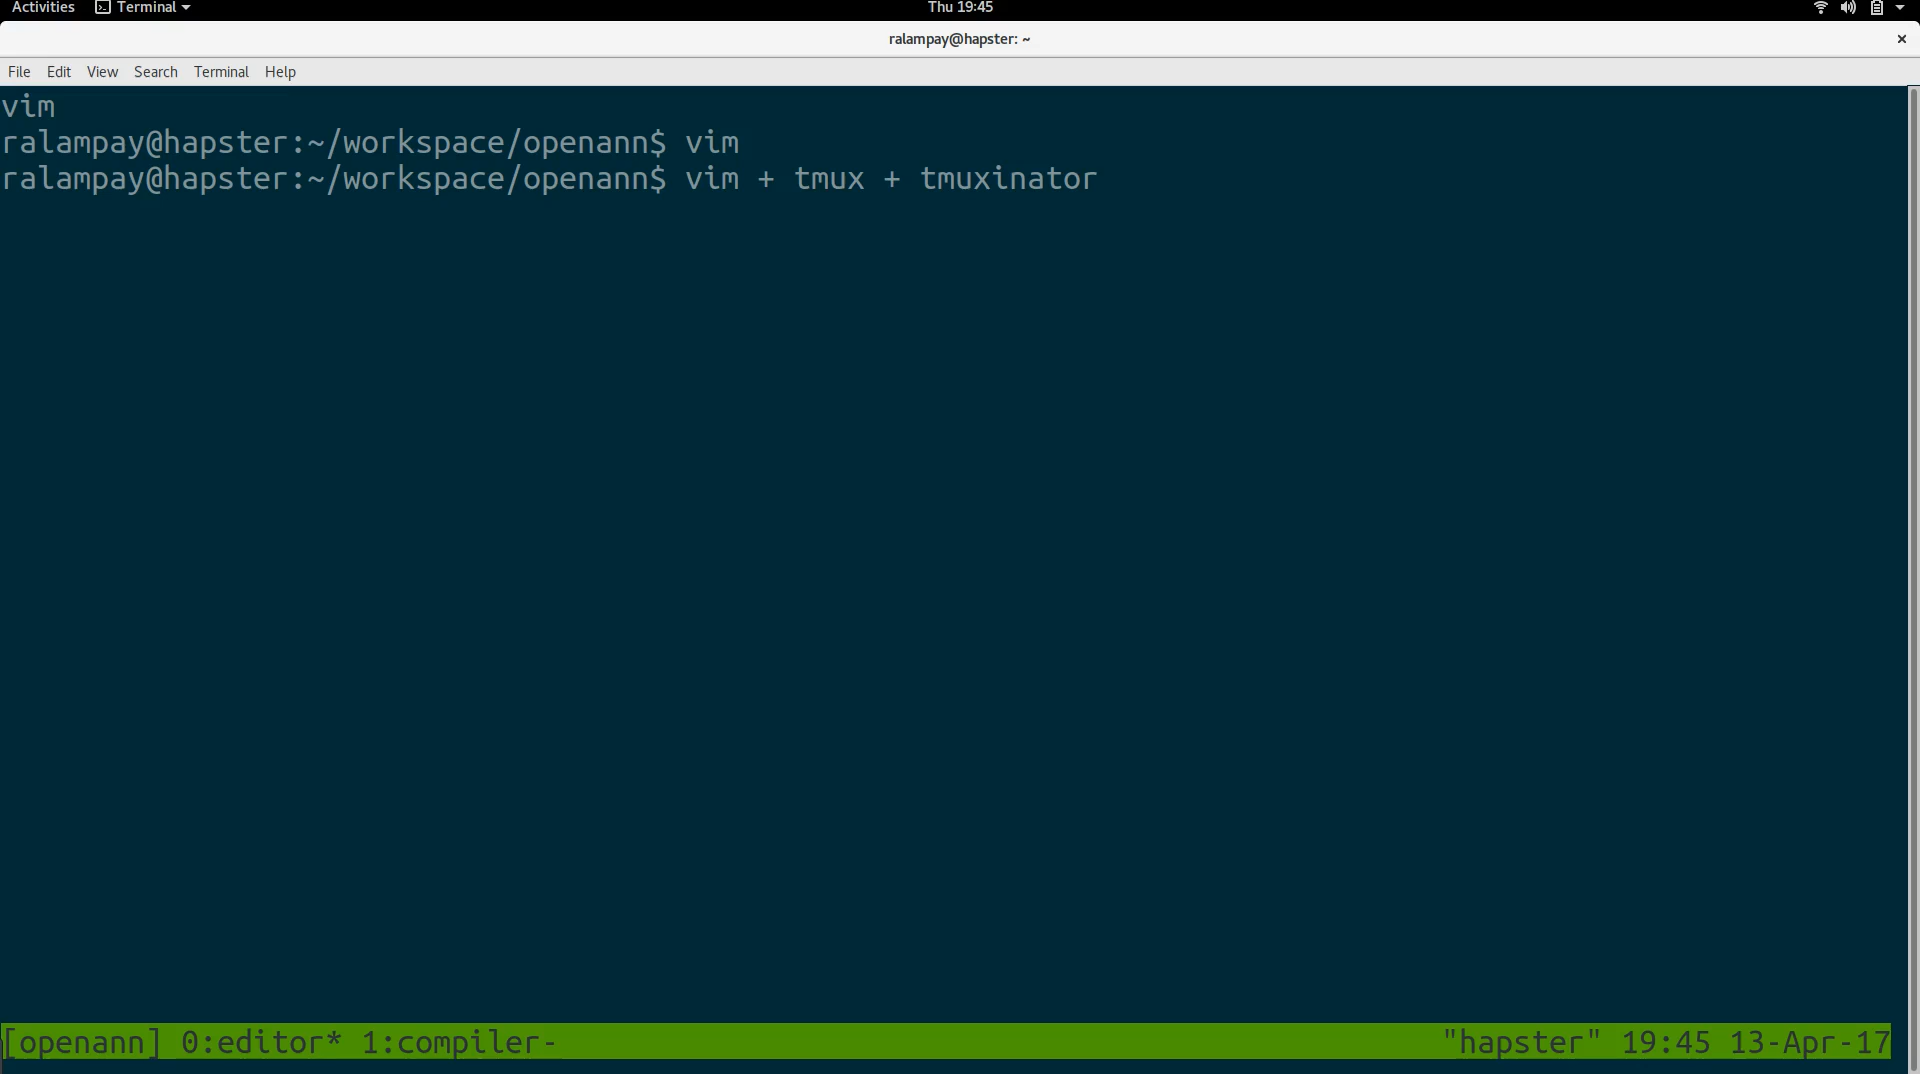 Activities Terminal Thu 19:45
ralampay@hapster: ~ ×
File Edit View Search Terminal Help
vim
ralampay@hapster:~/workspace/openann$ vim
ralampay@hapster:~/workspace/openann$ vim + tmux + tmuxinator
[openann] 0:editor* 1:compiler- "hapster" 19:45 13-Apr-17